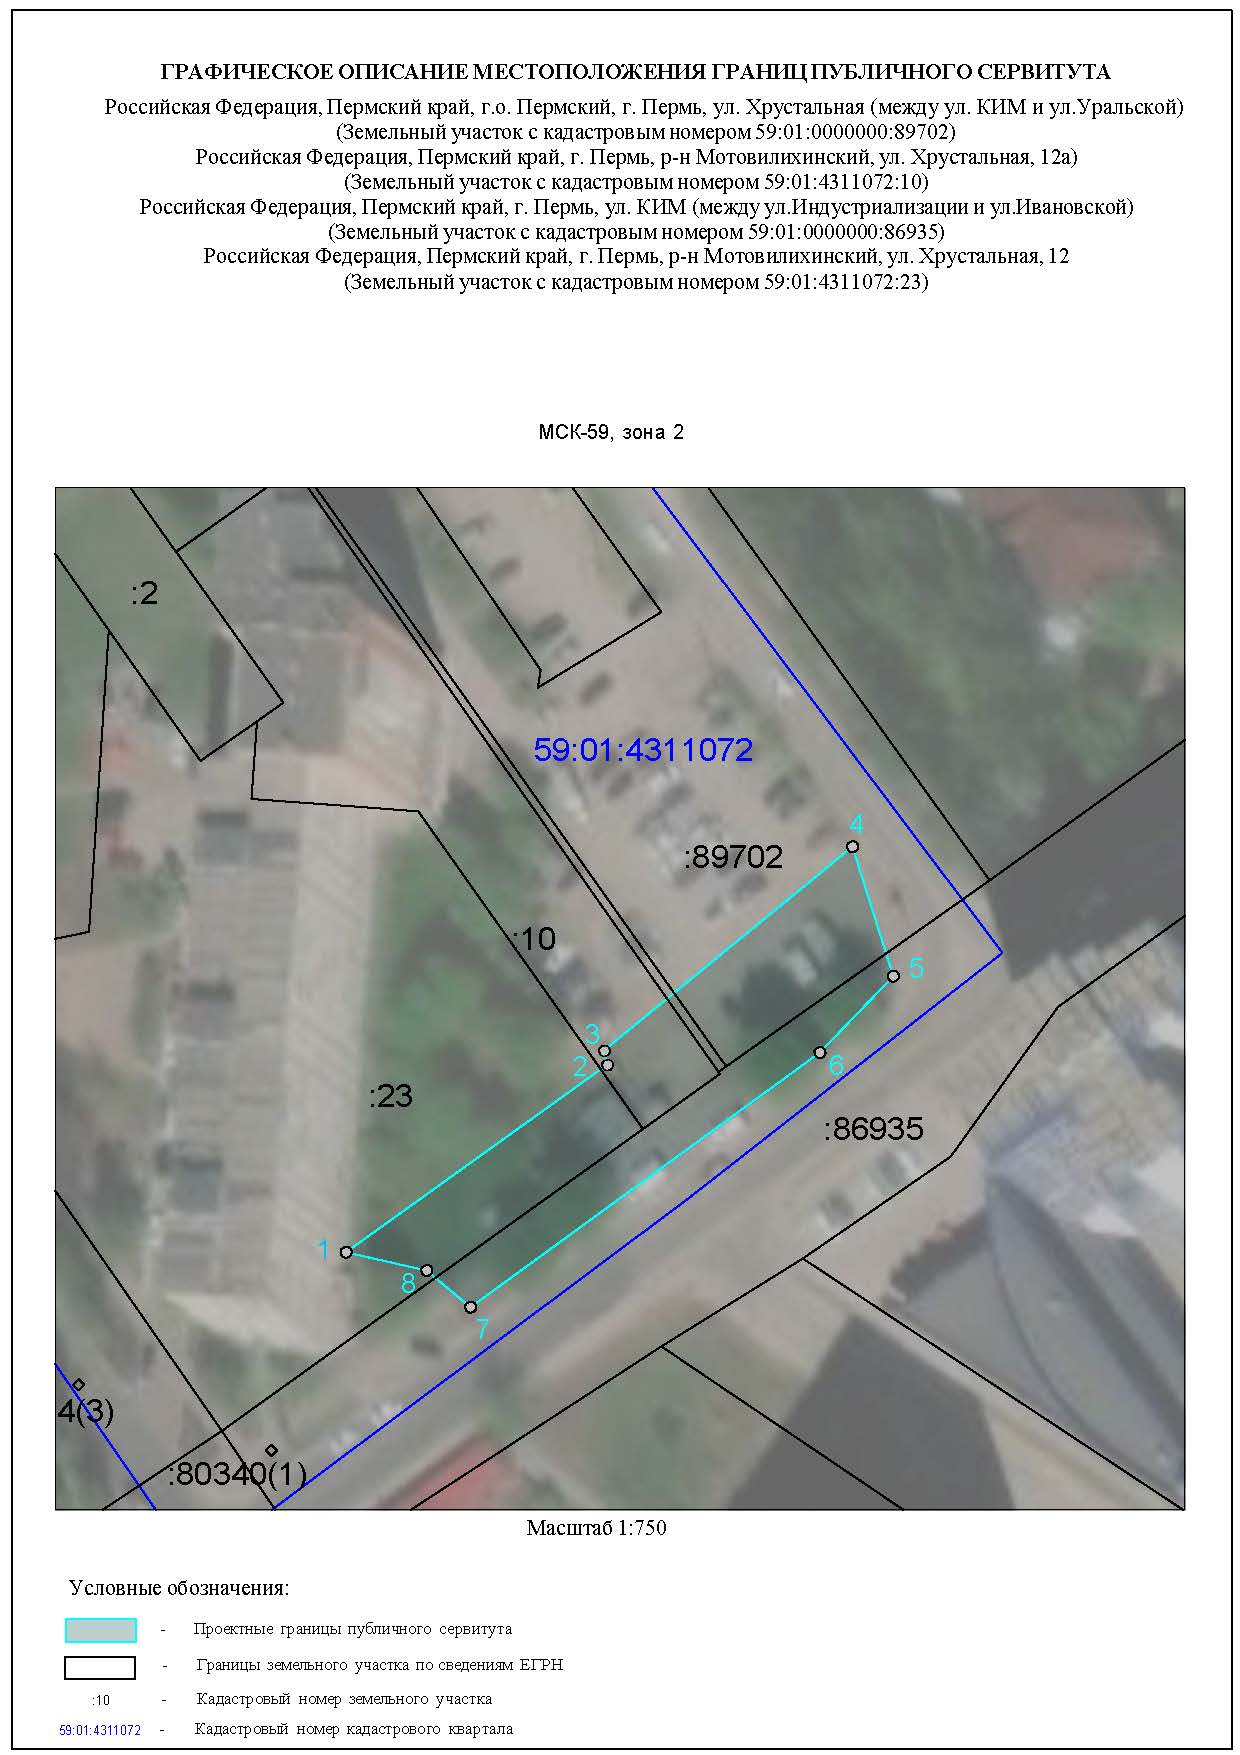 ГРАФИЧЕСКОЕ ОПИСАНИЕ МЕСТОПОЛОЖЕНИЯ ГРАНИЦ ПУБЛИЧНОГО СЕРВИТУТА
Российская Федерация, Пермский край, г.о. Пермский, г. Пермь, ул. Хрустальная (между ул. КИМ и ул.Уральской)
(Земельный участок с кадастровым номером 59:01:0000000:89702)
Российская Федерация, Пермский край, г. Пермь, р-н Мотовилихинский, ул. Хрустальная, 12а)
(Земельный участок с кадастровым номером 59:01:4311072:10)
Российская Федерация, Пермский край, г. Пермь, ул. КИМ (между ул.Индустриализации и ул.Ивановской)
(Земельный участок с кадастровым номером 59:01:0000000:86935)
Российская Федерация, Пермский край, г. Пермь, р-н Мотовилихинский, ул. Хрустальная, 12
(Земельный участок с кадастровым номером 59:01:4311072:23)
МСК-59, зона 2
:2
59:01:4311072
4
:89702
:10
5
3
2
6
:23
:86935
1
8
7
4(3)
:80340(1)
Масштаб 1:750
Условные обозначения:
- Проектные границы публичного сервитута
- Границы земельного участка по сведениям ЕГРН
:10 - Кадастровый номер земельного участка
59:01:4311072 - Кадастровый номер кадастрового квартала